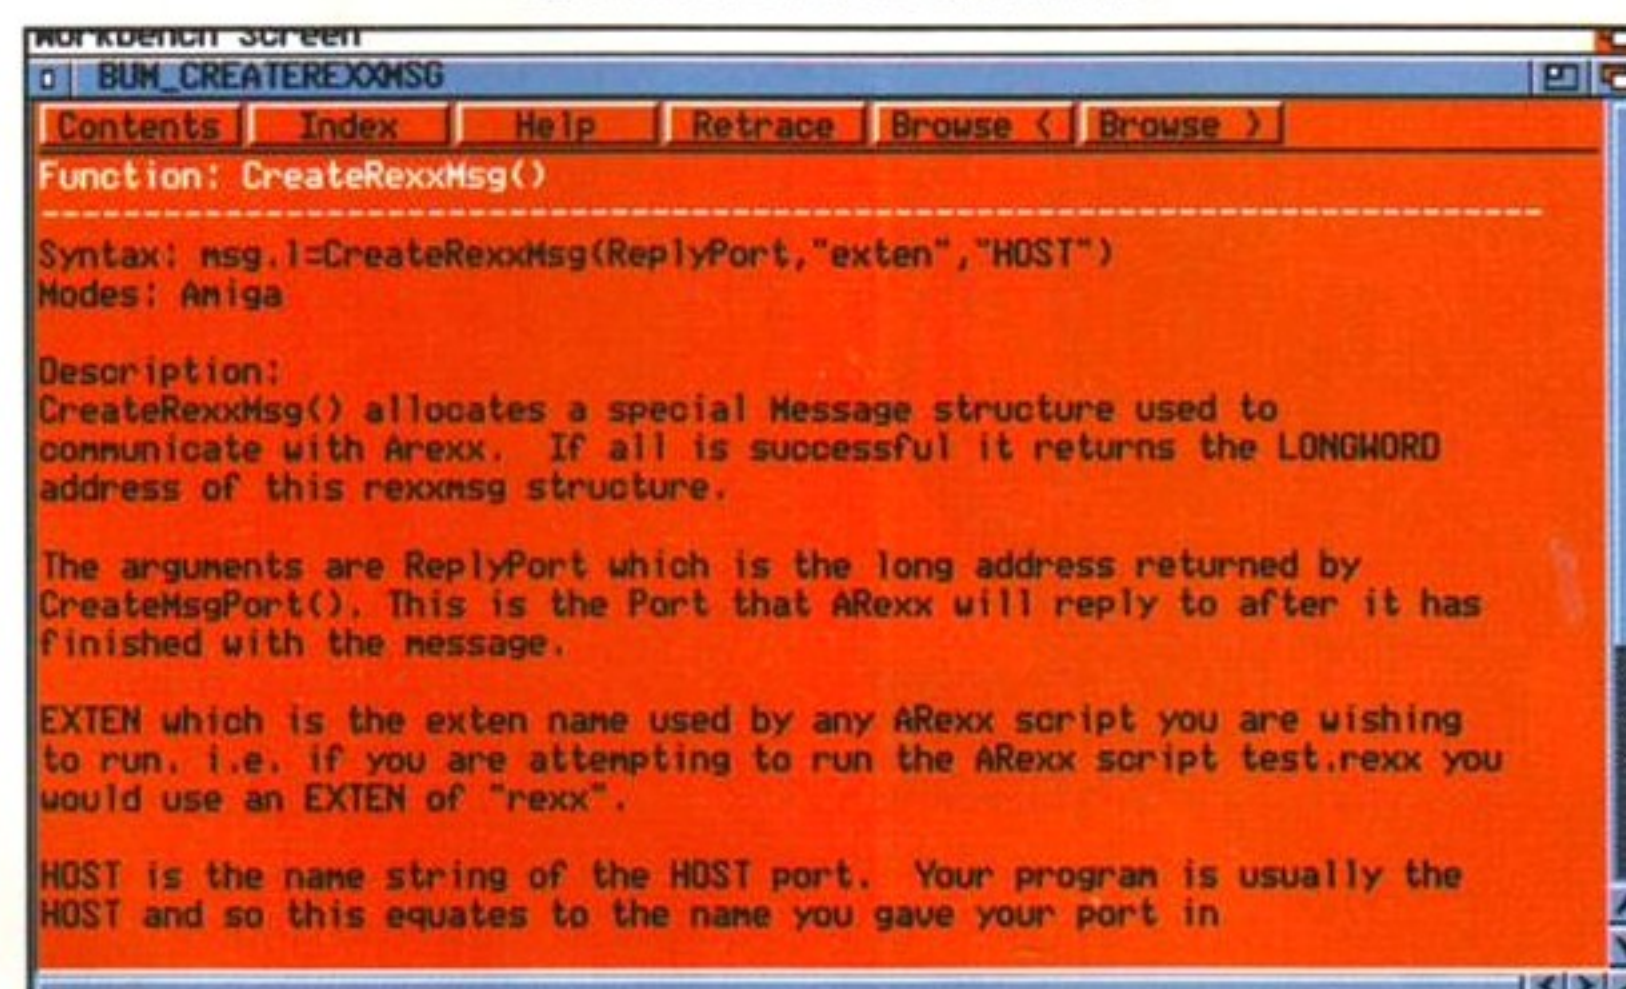 Workbench Screen
BUM_CREATEREXXMSG
Contents Index Help Retrace Browse < Browse >
Function: CreateRexxMsg()
--------------------------------------------------------------------------
Syntax: msg.l=CreateRexxMsg(ReplyPort,"exten","HOST")
Modes: Amiga
Description:
CreateRexxMsg() allocates a special Message structure used to
communicate with Arexx. If all is successful it returns the LONGWORD
address of this rexxmsg structure.
The arguments are ReplyPort which is the long address returned by
CreateMsgPort(). This is the Port that ARexx will reply to after it has
finished with the message.
EXTEN which is the exten name used by any ARexx script you are wishing
to run. i.e. if you are attempting to run the ARexx script test.rexx you
would use an EXTEN of "rexx".
HOST is the name string of the HOST port. Your program is usually the
HOST and so this equates to the name you gave your port in